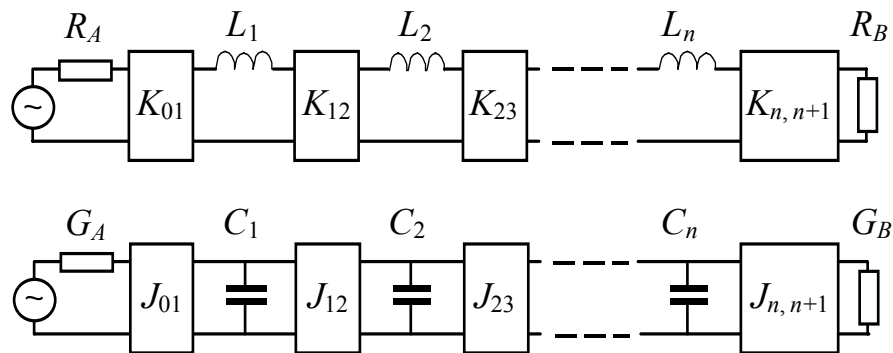 R_A L_1 L_2 L_n R_B
~ K_01 K_12 K_23 K_n, n+1
G_A C_1 C_2 C_n G_B
~ J_01 J_12 J_23 J_n, n+1